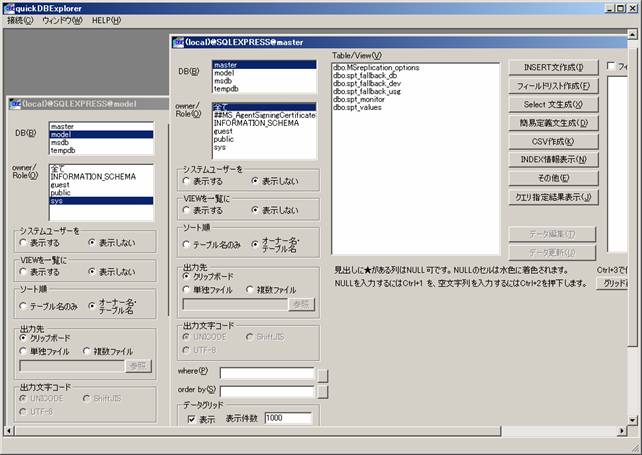 quickDBExplorer
接続(C) ウィンドウ(W) HELP(H)
(local)@SQLEXPRESS@model
DB(B)
master
model
msdb
tempdb
owner/
Role(O)
全て
INFORMATION_SCHEMA
guest
public
sys
システムユーザーを
表示する 表示しない
VIEWを一覧に
表示する 表示しない
ソート順
テーブル名のみ オーナー名・
テーブル名
出力先
クリップボード
単独ファイル 複数ファイル
参照
出力文字コード
UNICODE ShiftJIS
UTF-8
(local)@SQLEXPRESS@master
DB(B)
master
model
msdb
tempdb
owner/
Role(O)
全て
##MS_AgentSigningCertificate
INFORMATION_SCHEMA
guest
public
sys
システムユーザーを
表示する 表示しない
VIEWを一覧に
表示する 表示しない
ソート順
テーブル名のみ オーナー名・
テーブル名
出力先
クリップボード
単独ファイル 複数ファイル
参照
出力文字コード
UNICODE ShiftJIS
UTF-8
where(P)
order by(S)
データグリッド
表示 表示件数 1000
Table/View(V)
dbo.MSreplication_options
dbo.spt_fallback_db
dbo.spt_fallback_dev
dbo.spt_fallback_usg
dbo.spt_monitor
dbo.spt_values
見出しに★がある列はNULL可です。NULLのセルは水色に着色されます。
NULLを入力するにはCtrl+1 を、空文字列を入力するにはCtrl+2を押下します。
INSERT文作成(I)
フィールドリスト作成(F)
Select 文生成(X)
簡易定義文生成(D)
CSV作成(K)
INDEX情報表示(N)
その他(E)
クエリ指定結果表示(J)
データ編集(T)
データ更新(U)
フィ
Ctrl+3で
グリッド